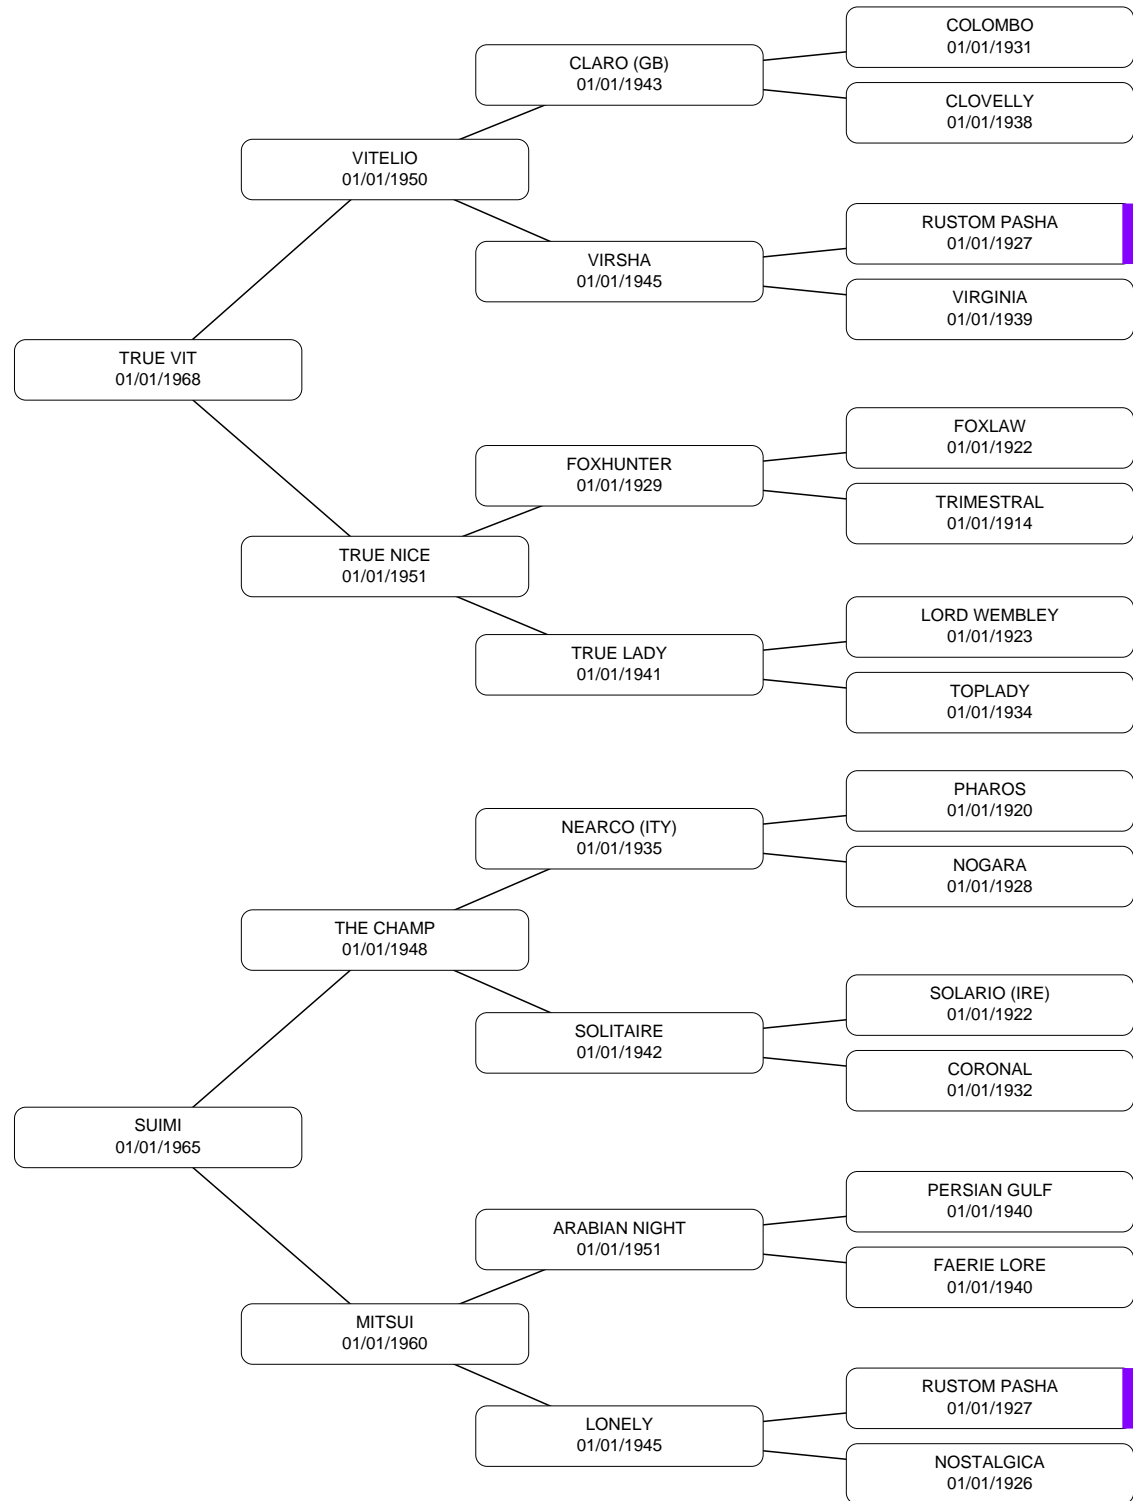 COLOMBO
01/01/1931
CLARO (GB)
01/01/1943
CLOVELLY
01/01/1938
VITELIO
01/01/1950
RUSTOM PASHA
01/01/1927
VIRSHA
01/01/1945
VIRGINIA
01/01/1939
TRUE VIT
01/01/1968
FOXLAW
01/01/1922
FOXHUNTER
01/01/1929
TRIMESTRAL
01/01/1914
TRUE NICE
01/01/1951
LORD WEMBLEY
01/01/1923
TRUE LADY
01/01/1941
TOPLADY
01/01/1934
PHAROS
01/01/1920
NEARCO (ITY)
01/01/1935
NOGARA
01/01/1928
THE CHAMP
01/01/1948
SOLARIO (IRE)
01/01/1922
SOLITAIRE
01/01/1942
CORONAL
01/01/1932
SUIMI
01/01/1965
PERSIAN GULF
01/01/1940
ARABIAN NIGHT
01/01/1951
FAERIE LORE
01/01/1940
MITSUI
01/01/1960
RUSTOM PASHA
01/01/1927
LONELY
01/01/1945
NOSTALGICA
01/01/1926